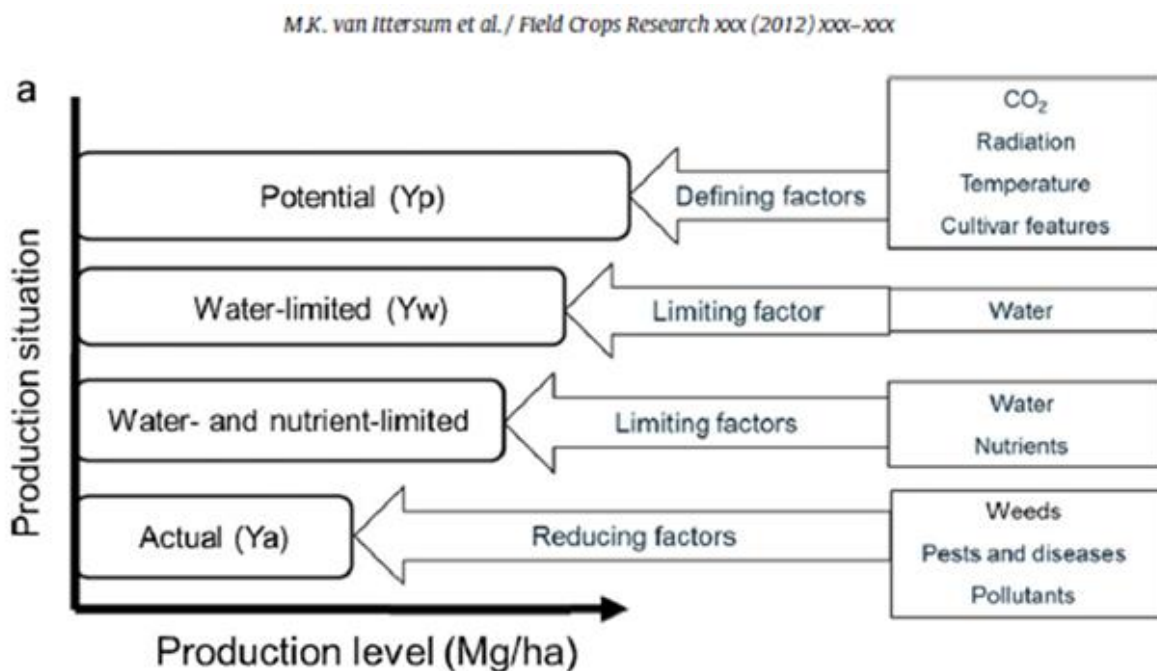 M.K. van Ittersum et al. / Field Crops Research xxx (2012) xxx–xxx
a
Production situation
Potential (Yp)
Defining factors
CO₂
Radiation
Temperature
Cultivar features
Water-limited (Yw)
Limiting factor
Water
Water- and nutrient-limited
Limiting factors
Water
Nutrients
Actual (Ya)
Reducing factors
Weeds
Pests and diseases
Pollutants
Production level (Mg/ha)